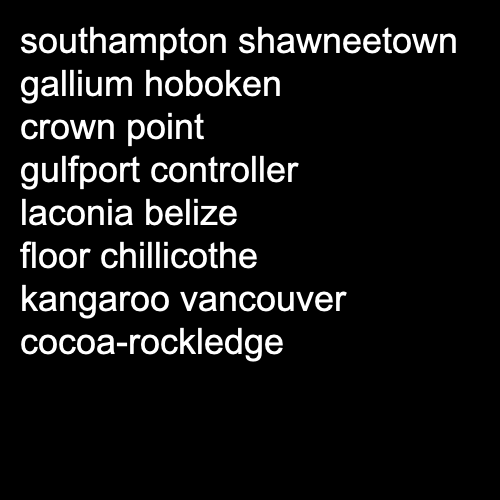 southampton shawneetown
gallium hoboken
crown point
gulfport controller
laconia belize
floor chillicothe
kangaroo vancouver
cocoa-rockledge